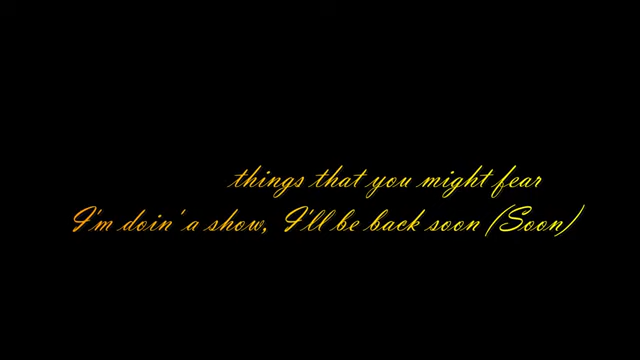 things that you might fear
I'm doin' a show, I'll be back soon (Soon)